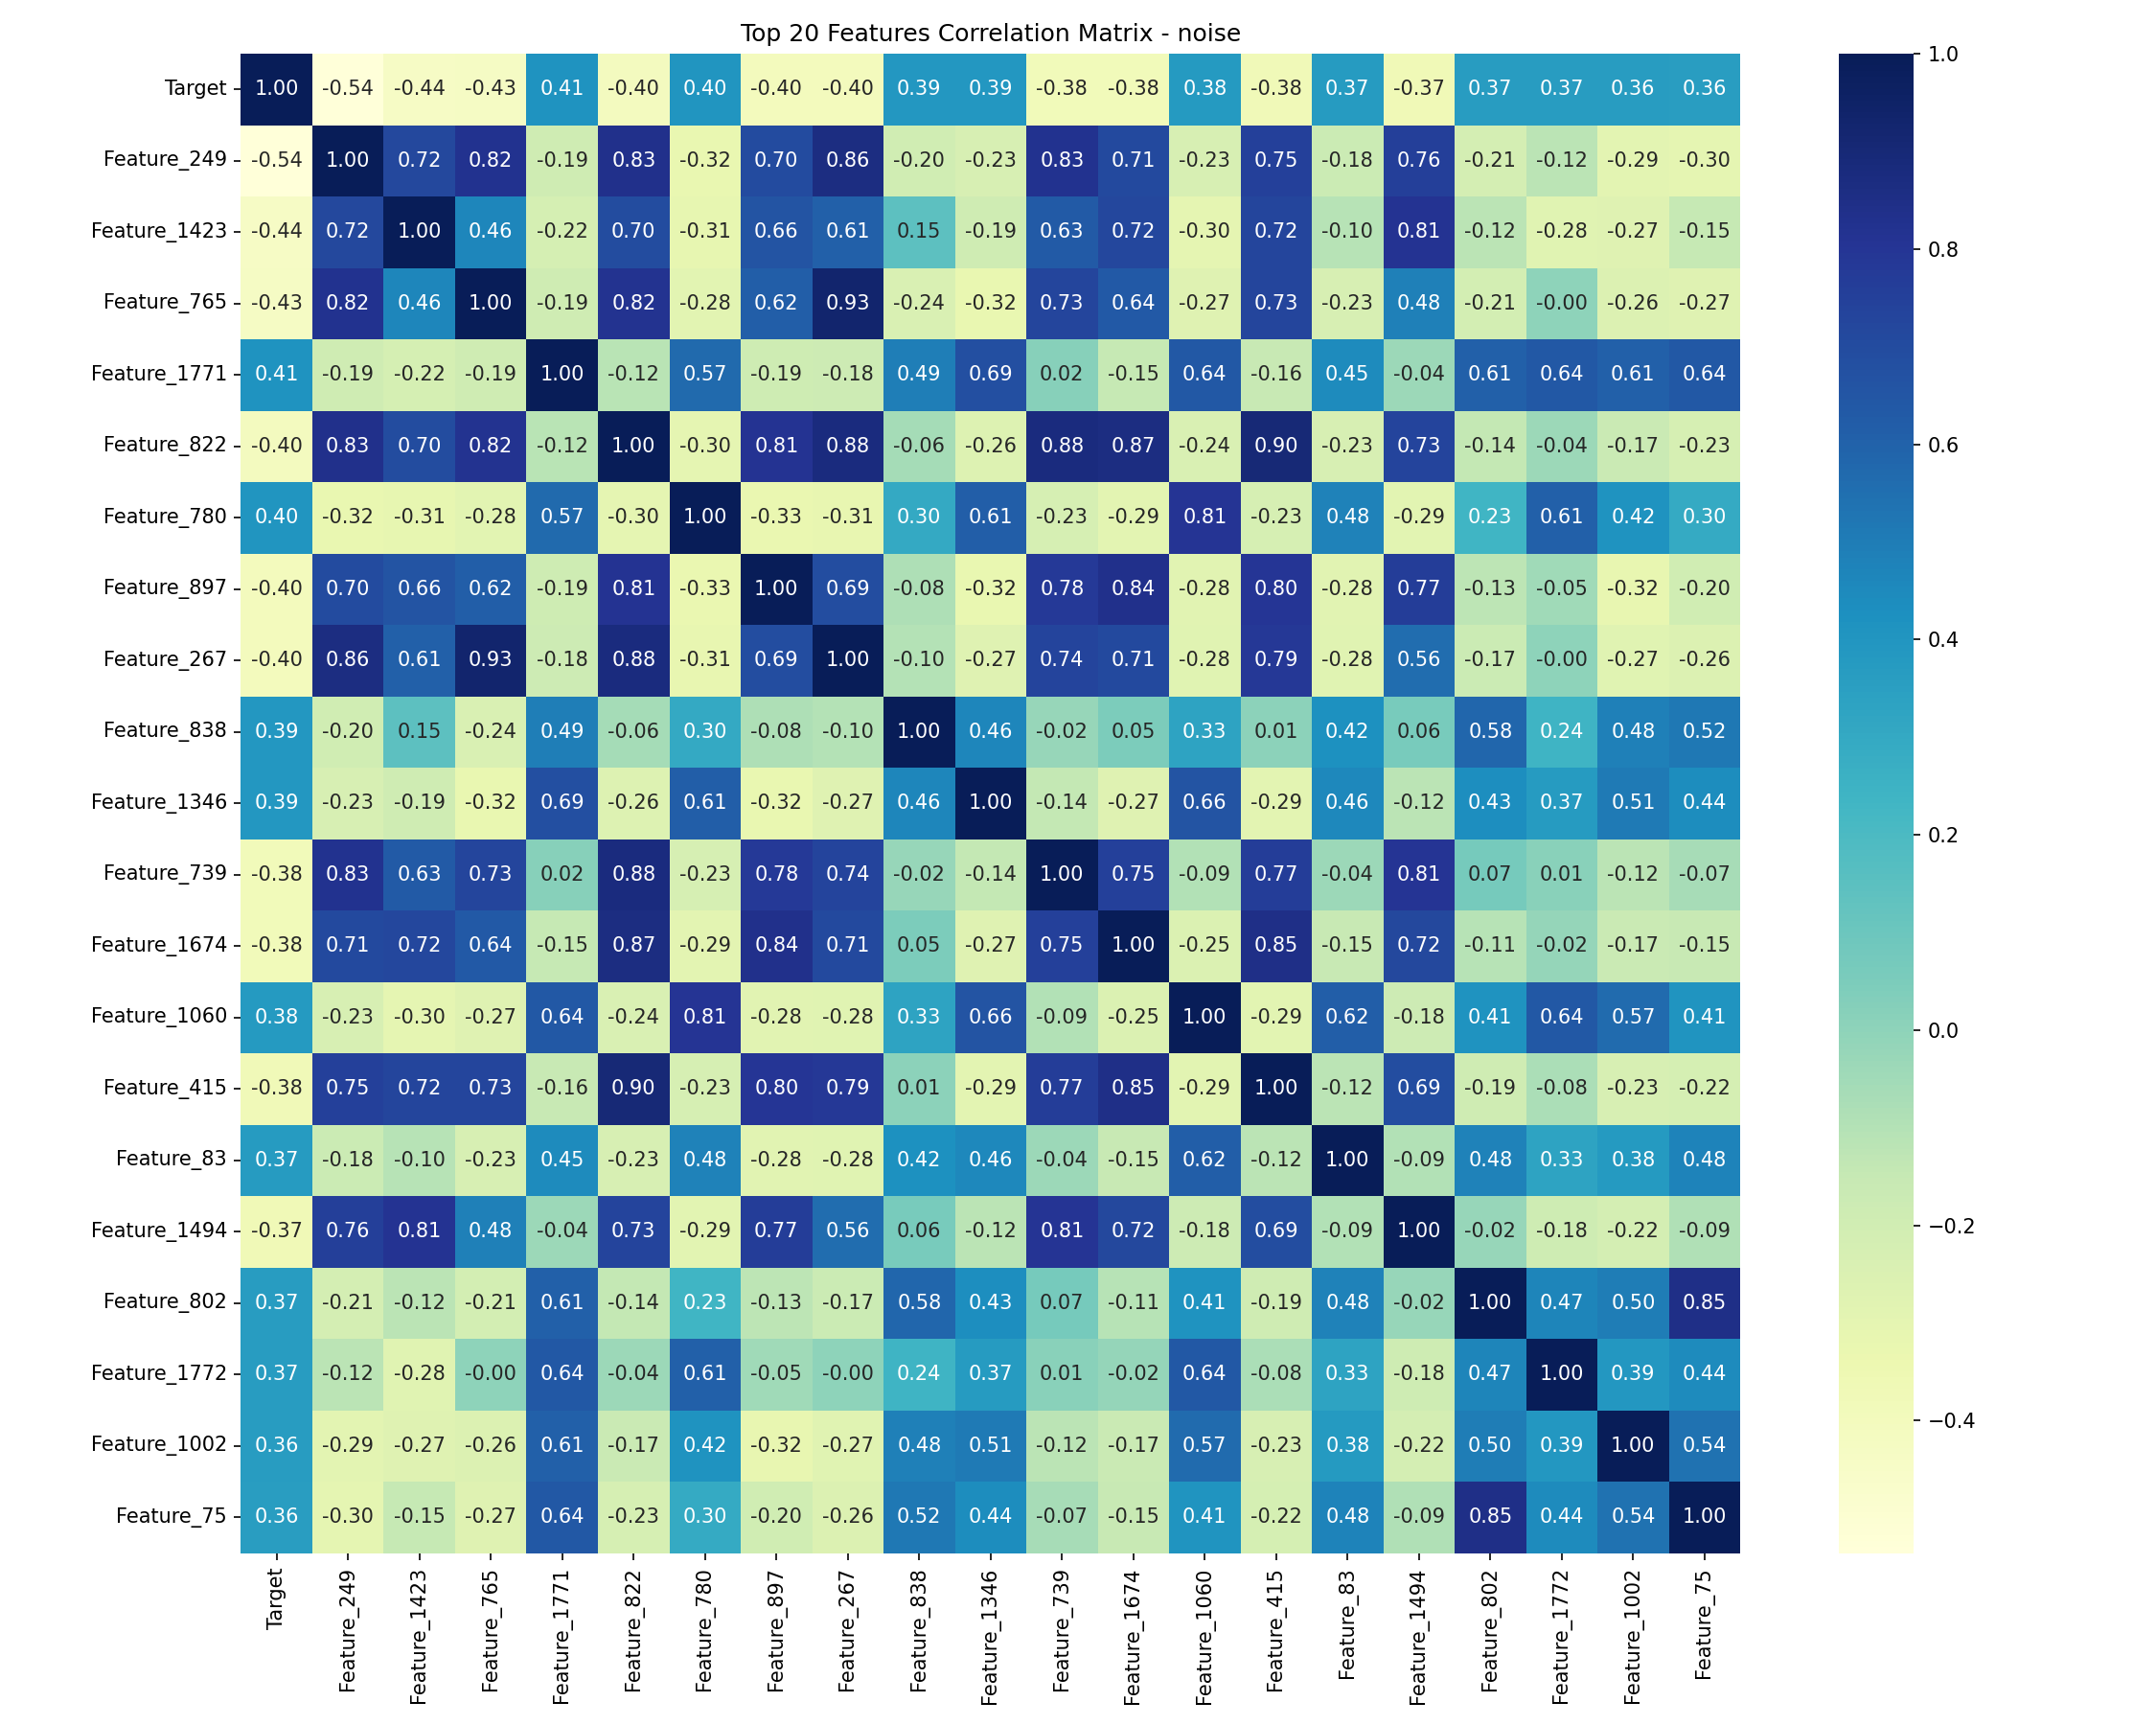 Top 20 Features Correlation Matrix - noise
Target 1.00 -0.54 -0.44 -0.43 0.41 -0.40 0.40 -0.40 -0.40 0.39 0.39 -0.38 -0.38 0.38 -0.38 0.37 -0.37 0.37 0.37 0.36 0.36
Feature_249 -0.54 1.00 0.72 0.82 -0.19 0.83 -0.32 0.70 0.86 -0.20 -0.23 0.83 0.71 -0.23 0.75 -0.18 0.76 -0.21 -0.12 -0.29 -0.30
Feature_1423 -0.44 0.72 1.00 0.46 -0.22 0.70 -0.31 0.66 0.61 0.15 -0.19 0.63 0.72 -0.30 0.72 -0.10 0.81 -0.12 -0.28 -0.27 -0.15
Feature_765 -0.43 0.82 0.46 1.00 -0.19 0.82 -0.28 0.62 0.93 -0.24 -0.32 0.73 0.64 -0.27 0.73 -0.23 0.48 -0.21 -0.00 -0.26 -0.27
Feature_1771 0.41 -0.19 -0.22 -0.19 1.00 -0.12 0.57 -0.19 -0.18 0.49 0.69 0.02 -0.15 0.64 -0.16 0.45 -0.04 0.61 0.64 0.61 0.64
Feature_822 -0.40 0.83 0.70 0.82 -0.12 1.00 -0.30 0.81 0.88 -0.06 -0.26 0.88 0.87 -0.24 0.90 -0.23 0.73 -0.14 -0.04 -0.17 -0.23
Feature_780 0.40 -0.32 -0.31 -0.28 0.57 -0.30 1.00 -0.33 -0.31 0.30 0.61 -0.23 -0.29 0.81 -0.23 0.48 -0.29 0.23 0.61 0.42 0.30
Feature_897 -0.40 0.70 0.66 0.62 -0.19 0.81 -0.33 1.00 0.69 -0.08 -0.32 0.78 0.84 -0.28 0.80 -0.28 0.77 -0.13 -0.05 -0.32 -0.20
Feature_267 -0.40 0.86 0.61 0.93 -0.18 0.88 -0.31 0.69 1.00 -0.10 -0.27 0.74 0.71 -0.28 0.79 -0.28 0.56 -0.17 -0.00 -0.27 -0.26
Feature_838 0.39 -0.20 0.15 -0.24 0.49 -0.06 0.30 -0.08 -0.10 1.00 0.46 -0.02 0.05 0.33 0.01 0.42 0.06 0.58 0.24 0.48 0.52
Feature_1346 0.39 -0.23 -0.19 -0.32 0.69 -0.26 0.61 -0.32 -0.27 0.46 1.00 -0.14 -0.27 0.66 -0.29 0.46 -0.12 0.43 0.37 0.51 0.44
Feature_739 -0.38 0.83 0.63 0.73 0.02 0.88 -0.23 0.78 0.74 -0.02 -0.14 1.00 0.75 -0.09 0.77 -0.04 0.81 0.07 0.01 -0.12 -0.07
Feature_1674 -0.38 0.71 0.72 0.64 -0.15 0.87 -0.29 0.84 0.71 0.05 -0.27 0.75 1.00 -0.25 0.85 -0.15 0.72 -0.11 -0.02 -0.17 -0.15
Feature_1060 0.38 -0.23 -0.30 -0.27 0.64 -0.24 0.81 -0.28 -0.28 0.33 0.66 -0.09 -0.25 1.00 -0.29 0.62 -0.18 0.41 0.64 0.57 0.41
Feature_415 -0.38 0.75 0.72 0.73 -0.16 0.90 -0.23 0.80 0.79 0.01 -0.29 0.77 0.85 -0.29 1.00 -0.12 0.69 -0.19 -0.08 -0.23 -0.22
Feature_83 0.37 -0.18 -0.10 -0.23 0.45 -0.23 0.48 -0.28 -0.28 0.42 0.46 -0.04 -0.15 0.62 -0.12 1.00 -0.09 0.48 0.33 0.38 0.48
Feature_1494 -0.37 0.76 0.81 0.48 -0.04 0.73 -0.29 0.77 0.56 0.06 -0.12 0.81 0.72 -0.18 0.69 -0.09 1.00 -0.02 -0.18 -0.22 -0.09
Feature_802 0.37 -0.21 -0.12 -0.21 0.61 -0.14 0.23 -0.13 -0.17 0.58 0.43 0.07 -0.11 0.41 -0.19 0.48 -0.02 1.00 0.47 0.50 0.85
Feature_1772 0.37 -0.12 -0.28 -0.00 0.64 -0.04 0.61 -0.05 -0.00 0.24 0.37 0.01 -0.02 0.64 -0.08 0.33 -0.18 0.47 1.00 0.39 0.44
Feature_1002 0.36 -0.29 -0.27 -0.26 0.61 -0.17 0.42 -0.32 -0.27 0.48 0.51 -0.12 -0.17 0.57 -0.23 0.38 -0.22 0.50 0.39 1.00 0.54
Feature_75 0.36 -0.30 -0.15 -0.27 0.64 -0.23 0.30 -0.20 -0.26 0.52 0.44 -0.07 -0.15 0.41 -0.22 0.48 -0.09 0.85 0.44 0.54 1.00
Target Feature_249 Feature_1423 Feature_765 Feature_1771 Feature_822 Feature_780 Feature_897 Feature_267 Feature_838 Feature_1346 Feature_739 Feature_1674 Feature_1060 Feature_415 Feature_83 Feature_1494 Feature_802 Feature_1772 Feature_1002 Feature_75
1.0
0.8
0.6
0.4
0.2
0.0
−0.2
−0.4